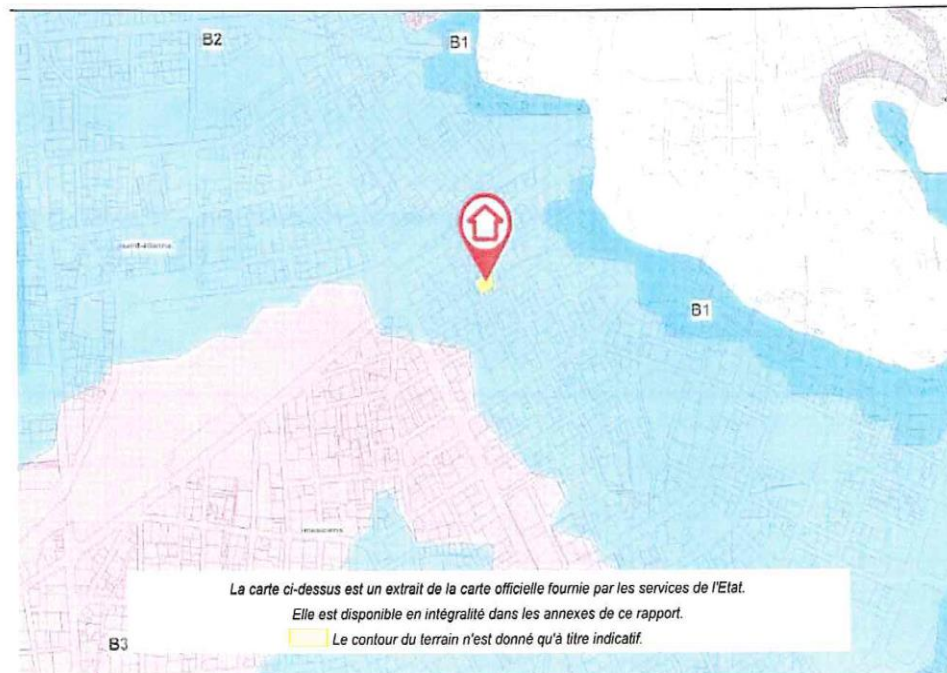 B2
B1
B1
La carte ci-dessus est un extrait de la carte officielle fournie par les services de l'Etat.
Elle est disponible en intégralité dans les annexes de ce rapport.
Le contour du terrain n'est donné qu'à titre indicatif.
B3